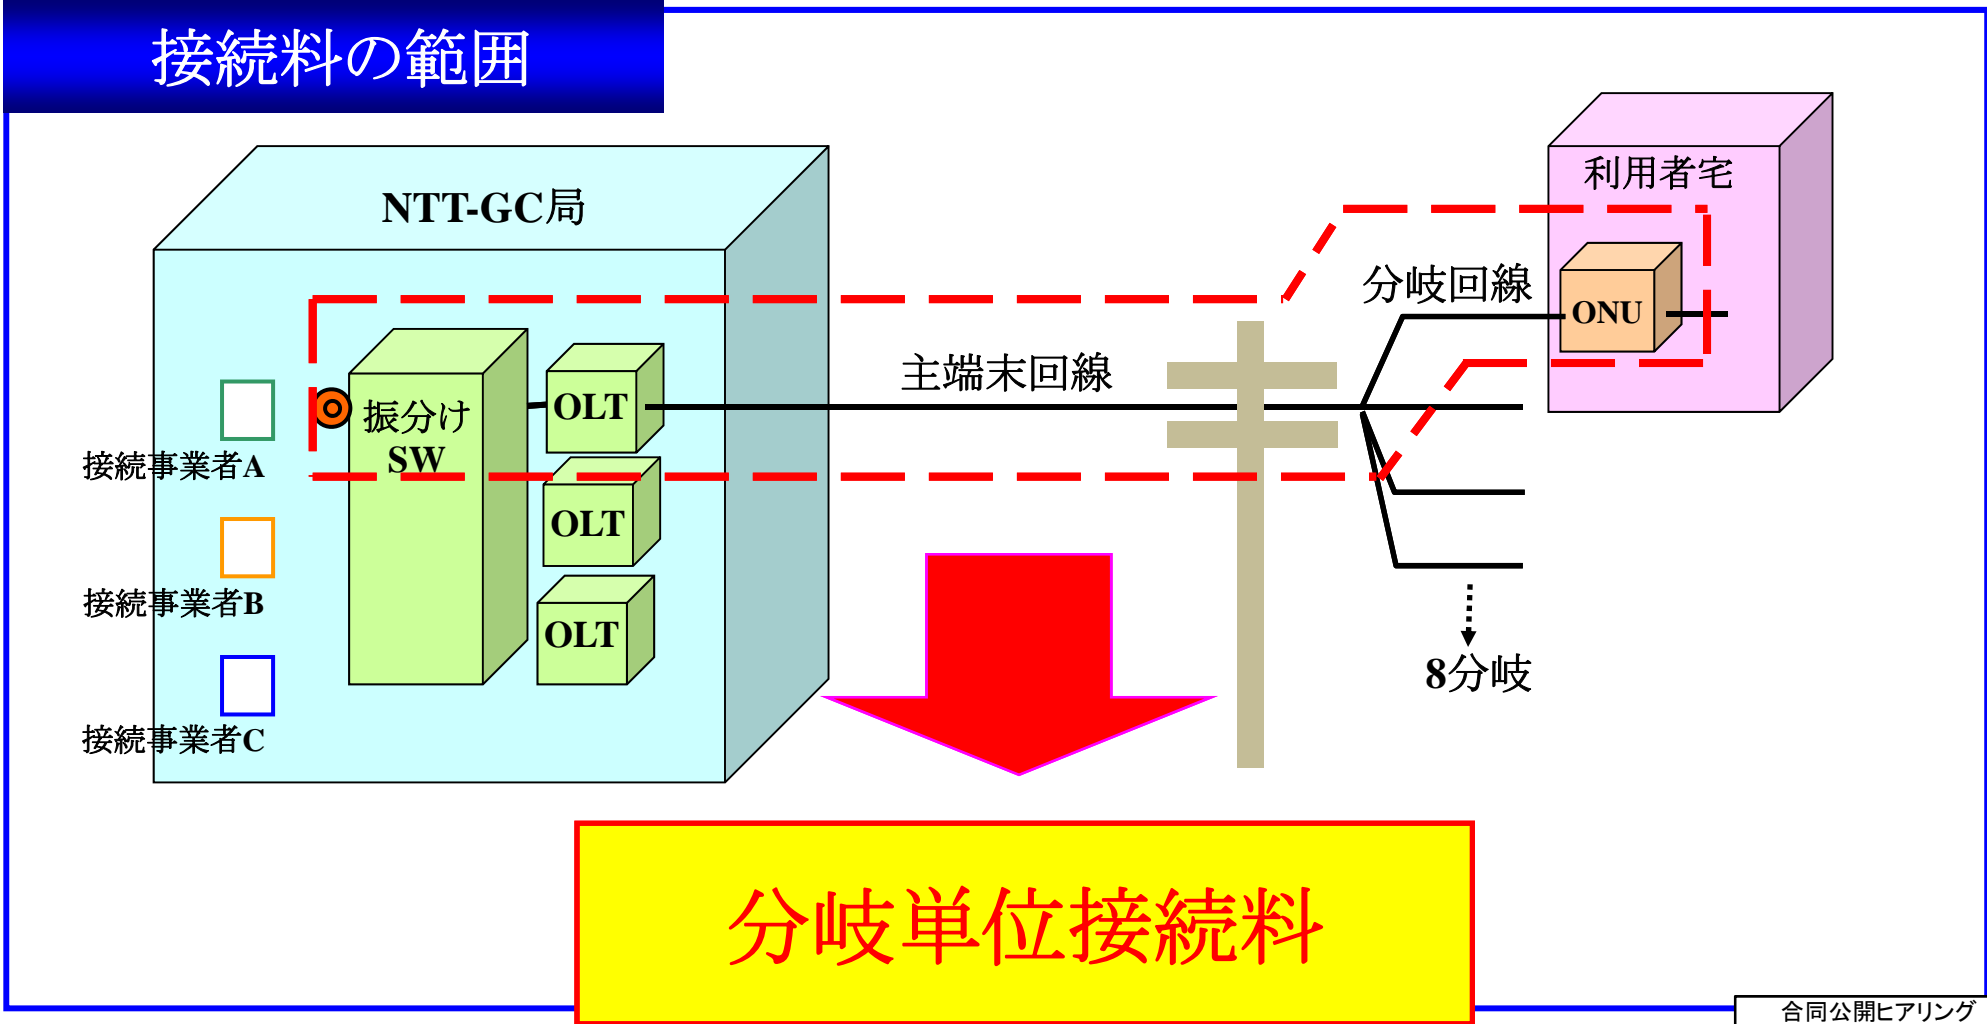 接続料の範囲
NTT-GC局
利用者宅
分岐回線
ONU
主端末回線
OLT
振分け
SW
接続事業者A
OLT
接続事業者B
OLT
8分岐
接続事業者C
分岐単位接続料
合同公開ヒアリング